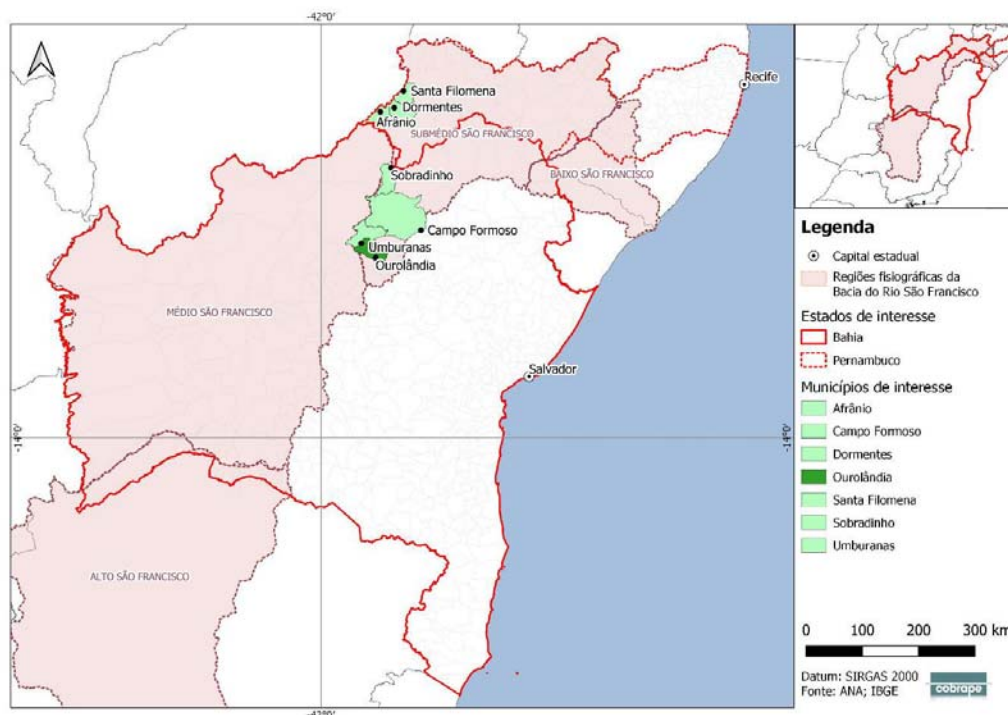 -42°0'
Recife
Santa Filomena
Dormentes
Afrânio
SUBMÉDIO SÃO FRANCISCO
Sobradinho
BAIXO SÃO FRANCISCO
Campo Formoso
Umburanas
Ourolândia
MÉDIO SÃO FRANCISCO
Salvador
-14°0'
-14°0'
ALTO SÃO FRANCISCO
-42°0'
Legenda
Capital estadual
Regiões fisiográficas da
Bacia do Rio São Francisco
Estados de interesse
Bahia
Pernambuco
Municípios de interesse
Afrânio
Campo Formoso
Dormentes
Ourolândia
Santa Filomena
Sobradinho
Umburanas
0 100 200 300 km
Datum: SIRGAS 2000
Fonte: ANA; IBGE
cobrape